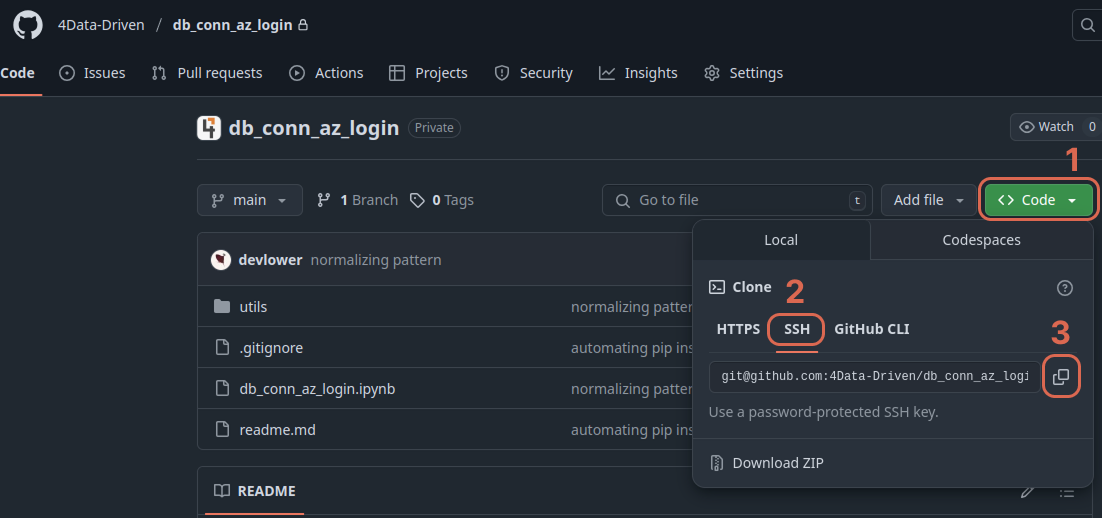 4Data-Driven / db_conn_az_login
Code Issues Pull requests Actions Projects Security Insights Settings
db_conn_az_login Private
Watch 0
1
main 1 Branch 0 Tags Go to file t Add file <> Code
Local Codespaces
devlower normalizing pattern
Clone 2
utils normalizing patter
HTTPS SSH GitHub CLI 3
.gitignore automating pip ins
git@github.com:4Data-Driven/db_conn_az_logi
db_conn_az_login.ipynb normalizing patter
Use a password-protected SSH key.
readme.md automating pip ins
Download ZIP
README